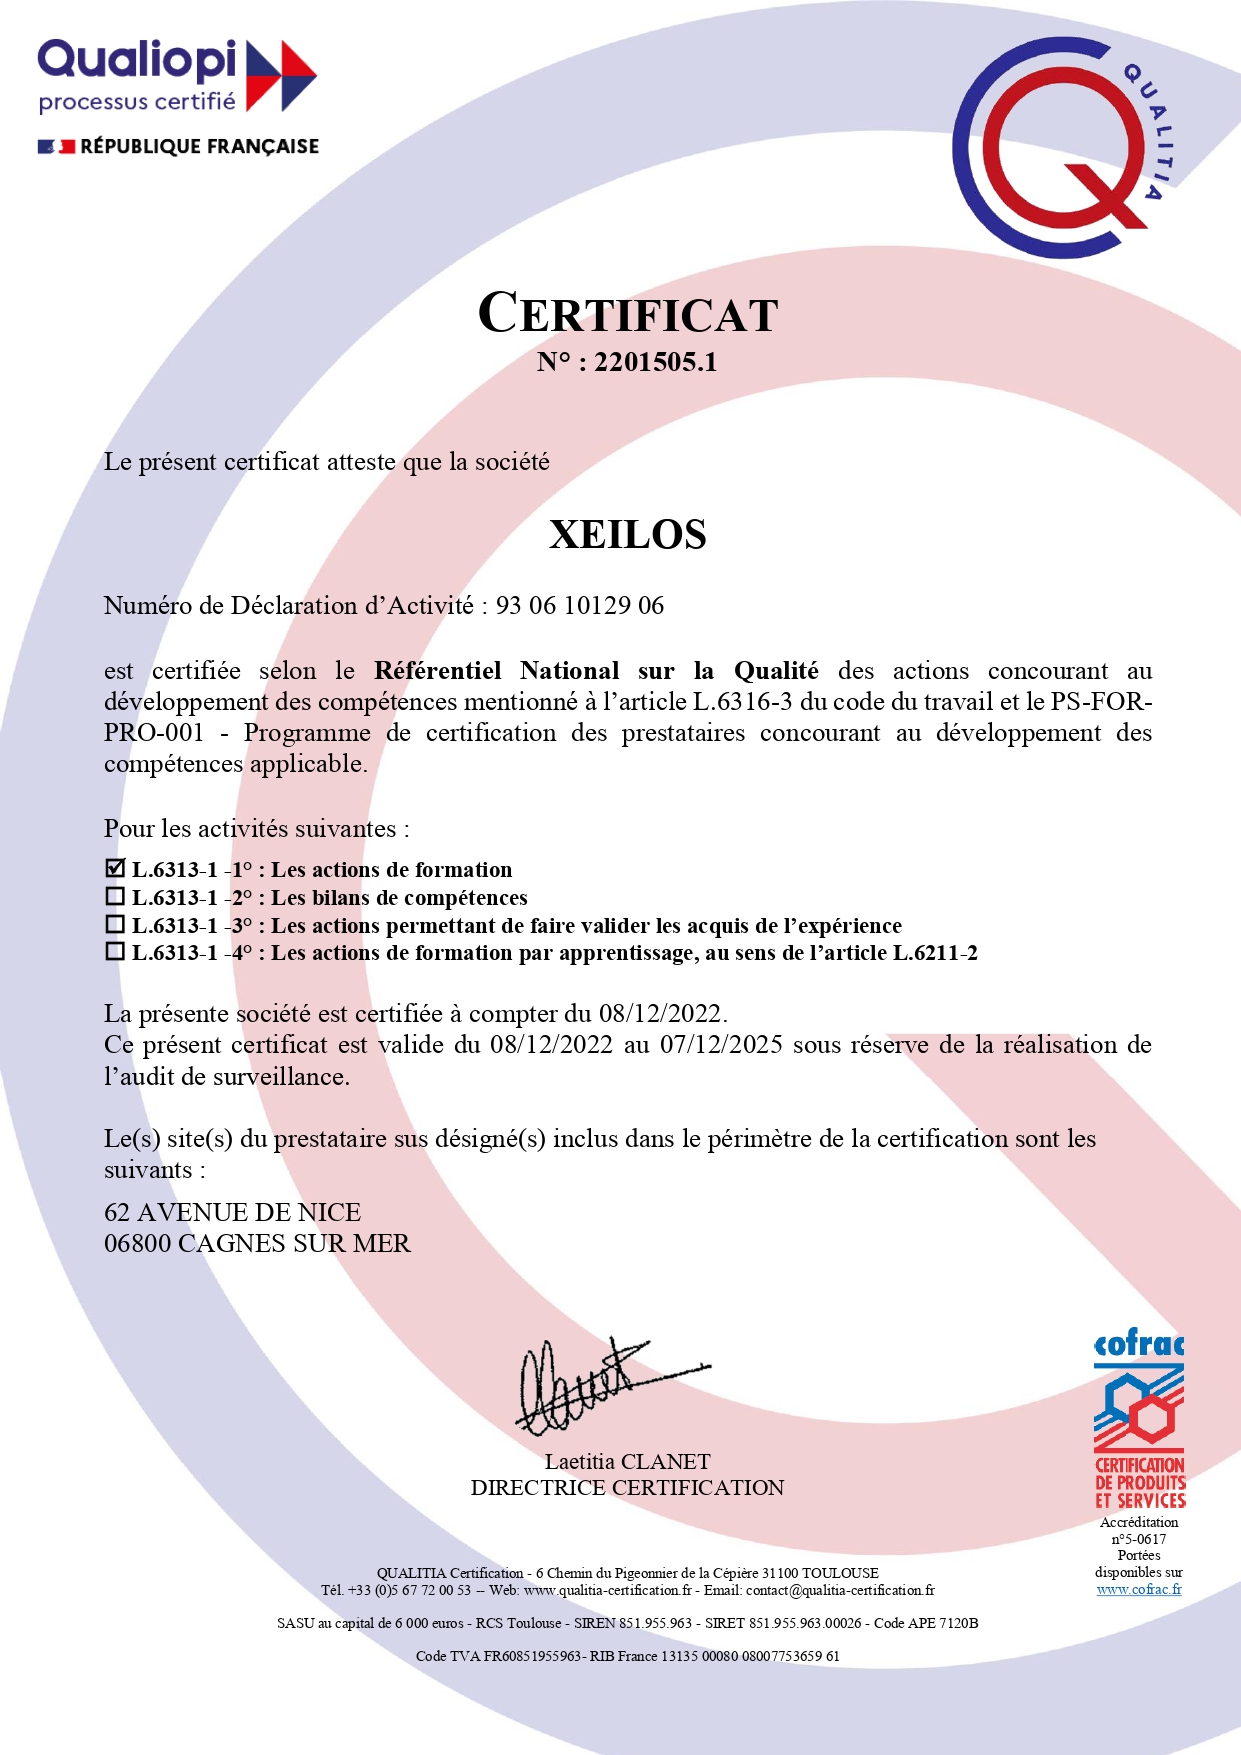 Qualiopi
processus certifié
RÉPUBLIQUE FRANÇAISE
QUALITIA
CERTIFICAT
N° : 2201505.1
Le présent certificat atteste que la société
XEILOS
Numéro de Déclaration d’Activité : 93 06 10129 06
est certifiée selon le Référentiel National sur la Qualité des actions concourant au
développement des compétences mentionné à l’article L.6316-3 du code du travail et le PS-FOR-
PRO-001 - Programme de certification des prestataires concourant au développement des
compétences applicable.
Pour les activités suivantes :
☑ L.6313-1 -1° : Les actions de formation
☐ L.6313-1 -2° : Les bilans de compétences
☐ L.6313-1 -3° : Les actions permettant de faire valider les acquis de l’expérience
☐ L.6313-1 -4° : Les actions de formation par apprentissage, au sens de l’article L.6211-2
La présente société est certifiée à compter du 08/12/2022.
Ce présent certificat est valide du 08/12/2022 au 07/12/2025 sous réserve de la réalisation de
l’audit de surveillance.
Le(s) site(s) du prestataire sus désigné(s) inclus dans le périmètre de la certification sont les
suivants :
62 AVENUE DE NICE
06800 CAGNES SUR MER
Clanet
Laetitia CLANET
DIRECTRICE CERTIFICATION
cofrac
CERTIFICATION
DE PRODUITS
ET SERVICES
Accréditation
n°5-0617
Portées
disponibles sur
www.cofrac.fr
QUALITIA Certification - 6 Chemin du Pigeonnier de la Cépière 31100 TOULOUSE
Tél. +33 (0)5 67 72 00 53 -- Web: www.qualitia-certification.fr - Email: contact@qualitia-certification.fr
SASU au capital de 6 000 euros - RCS Toulouse - SIREN 851.955.963 - SIRET 851.955.963.00026 - Code APE 7120B
Code TVA FR60851955963- RIB France 13135 00080 08007753659 61